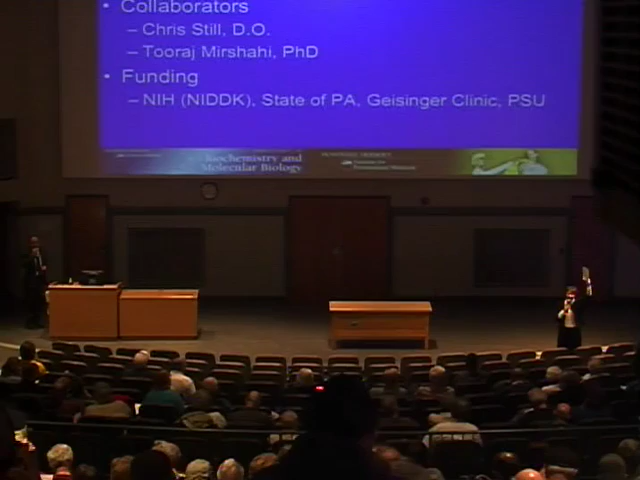 • Collaborators
– Chris Still, D.O.
– Tooraj Mirshahi, PhD
• Funding
– NIH (NIDDK), State of PA, Geisinger Clinic, PSU
Biochemistry and
Molecular Biology